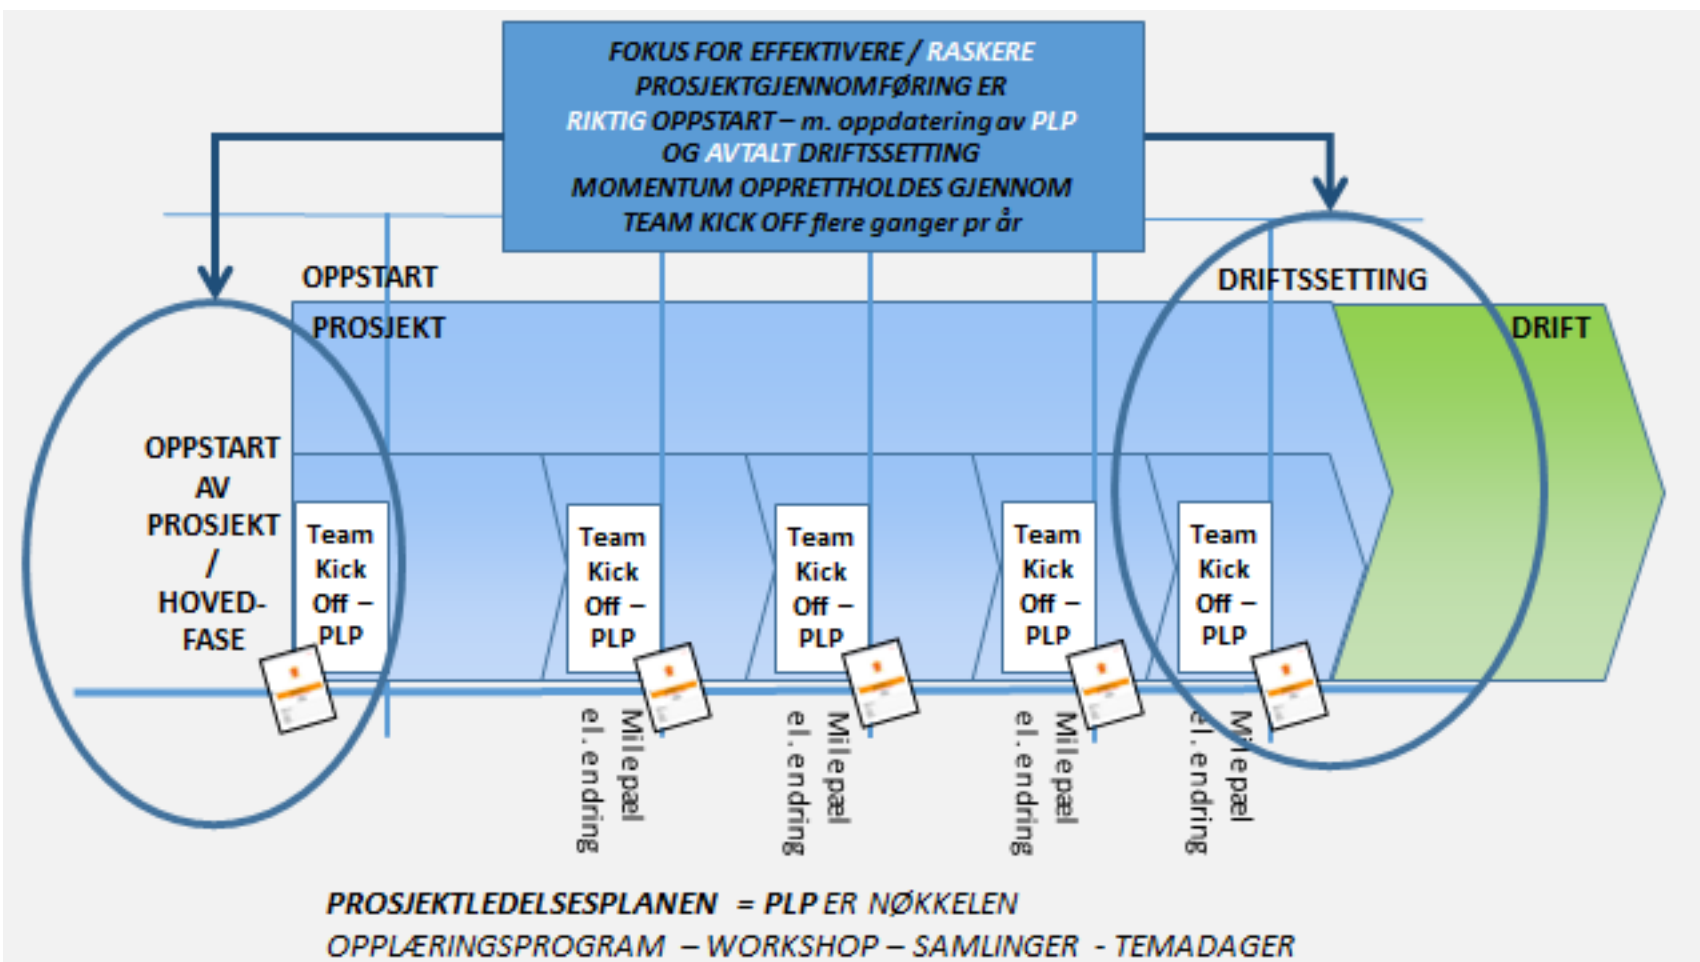 FOKUS FOR EFFEKTIVERE / RASKERE
PROSJEKTGJENNOMFØRING ER
RIKTIG OPPSTART – m. oppdatering av PLP
OG AVTALT DRIFTSSETTING
MOMENTUM OPPRETTHOLDES GJENNOM
TEAM KICK OFF flere ganger pr år
OPPSTART
DRIFTSSETTING
PROSJEKT
DRIFT
OPPSTART
AV
PROSJEKT
/
HOVED-
FASE
Team
Kick
Off –
PLP
Team
Kick
Off –
PLP
Team
Kick
Off –
PLP
Team
Kick
Off –
PLP
Team
Kick
Off –
PLP
Milepæl
el.endring
Milepæl
el.endring
Milepæl
el.endring
Milepæl
el.endring
PROSJEKTLEDELSESPLANEN = PLP ER NØKKELEN
OPPLÆRINGSPROGRAM – WORKSHOP – SAMLINGER - TEMADAGER